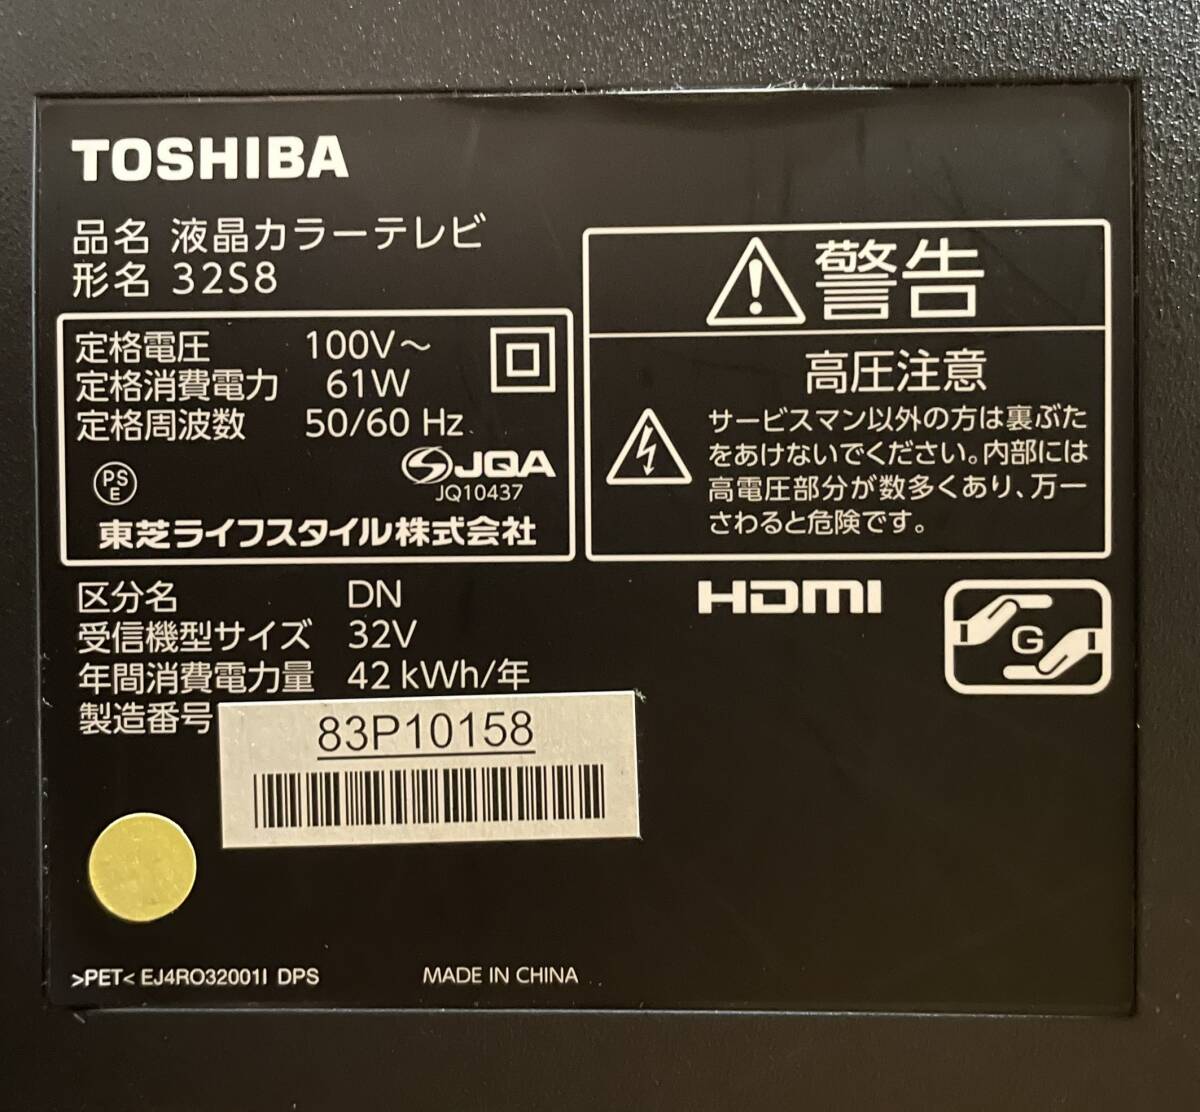 TOSHIBA
品名 液晶カラーテレビ
形名 32S8
定格電圧 100V～
定格消費電力 61W
定格周波数 50/60 Hz
PS
E
JQA
JQ10437
東芝ライフスタイル株式会社
警告
高圧注意
サービスマン以外の方は裏ぶた
をあけないでください。内部には
高電圧部分が数多くあり、万一
さわると危険です。
区分名 DN
受信機型サイズ 32V
年間消費電力量 42 kWh/年
製造番号 83P10158
HDMI
G
>PET< EJ4RO32001I DPS
MADE IN CHINA